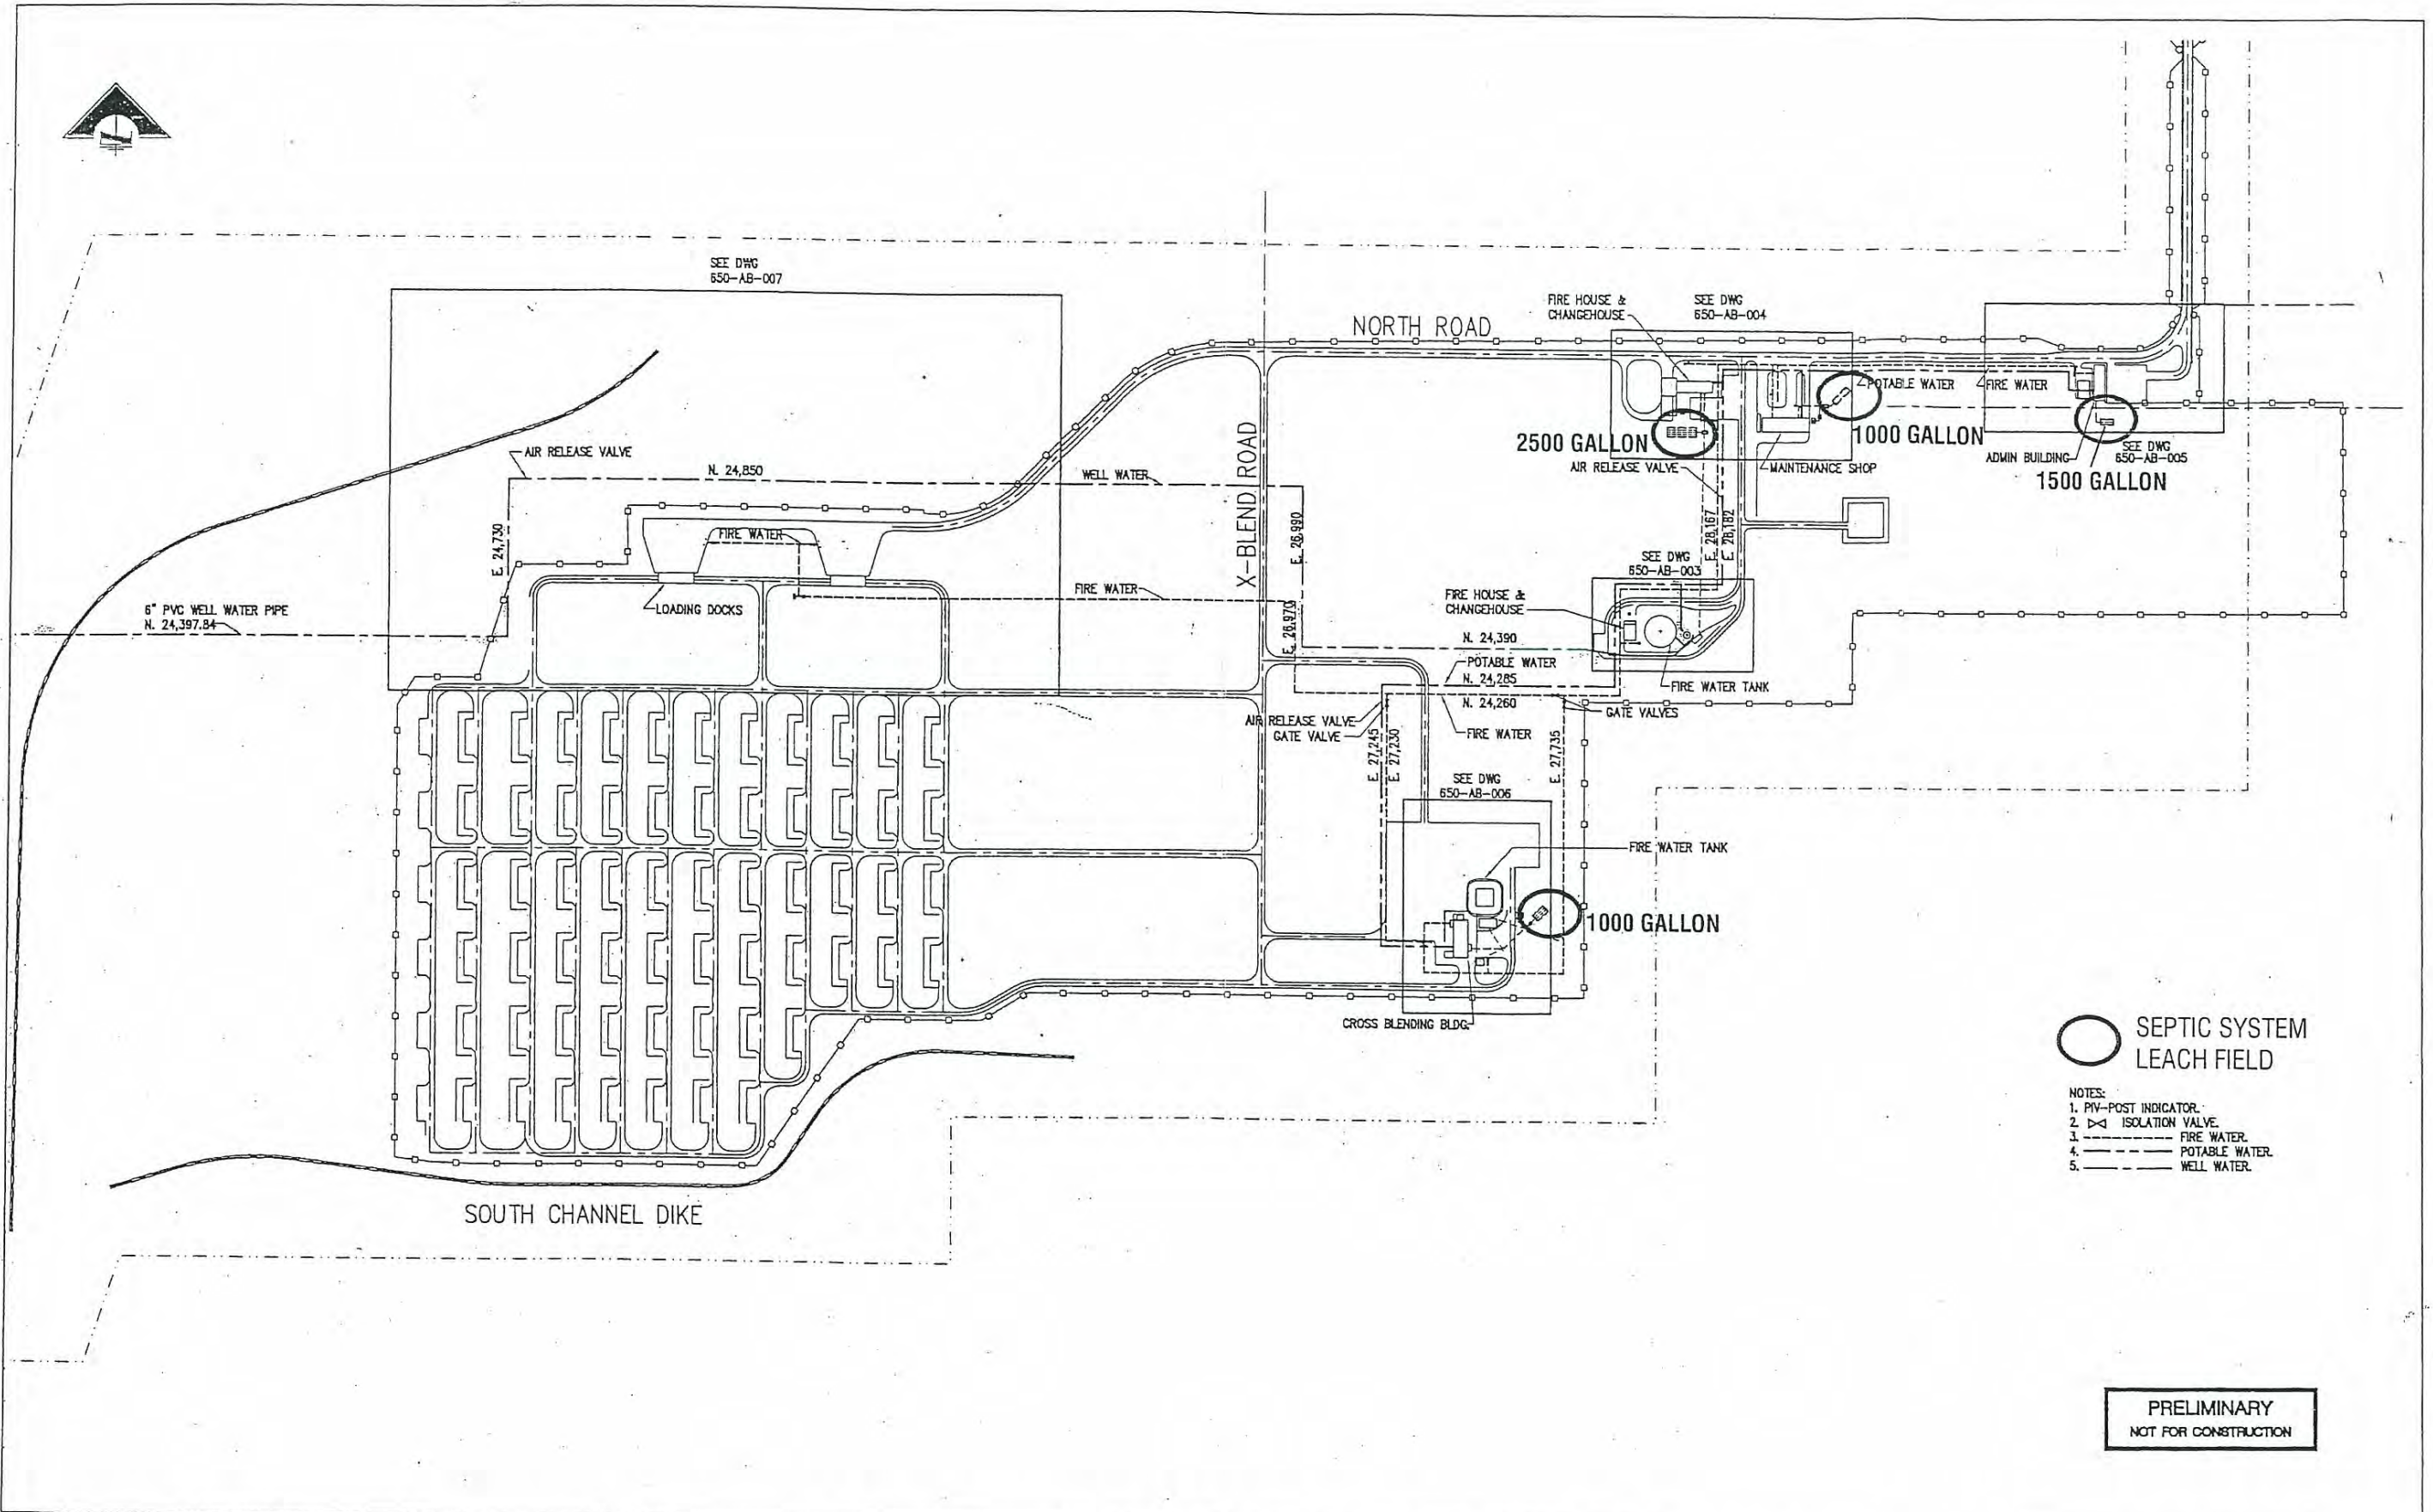 SEE DWG
650-AB-007
NORTH ROAD
FIRE HOUSE &
CHANGEHOUSE
SEE DWG
650-AB-004
POTABLE WATER
FIRE WATER
2500 GALLON
1000 GALLON
AIR RELEASE VALVE
MAINTENANCE SHOP
ADMIN BUILDING
SEE DWG
650-AB-005
1500 GALLON
AIR RELEASE VALVE
N. 24,850
WELL WATER
X-BLEND ROAD
E. 24,730
FIRE WATER
E. 26,990
E. 28,167
E. 28,182
SEE DWG
650-AB-003
6" PVC WELL WATER PIPE
N. 24,397.84
LOADING DOCKS
FIRE WATER
E. 26,970
FIRE HOUSE &
CHANGEHOUSE
N. 24,390
POTABLE WATER
N. 24,285
N. 24,260
FIRE WATER TANK
GATE VALVES
AIR RELEASE VALVE
GATE VALVE
FIRE WATER
E. 27,245
E. 27,230
E. 27,735
SEE DWG
650-AB-006
FIRE WATER TANK
1000 GALLON
CROSS BLENDING BLDG.
SOUTH CHANNEL DIKE
SEPTIC SYSTEM
LEACH FIELD
NOTES:
1. PIV-POST INDICATOR.
2. ISOLATION VALVE.
3. FIRE WATER.
4. POTABLE WATER.
5. WELL WATER.
PRELIMINARY
NOT FOR CONSTRUCTION